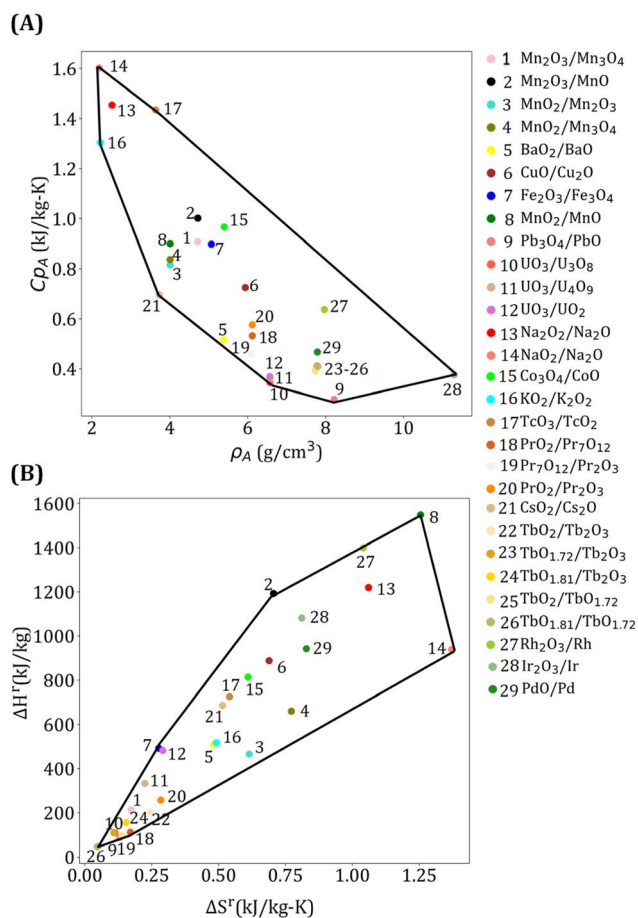 (A)
1.6
1.4
1.2
1.0
0.8
0.6
0.4
Cp_A (kJ/kg-K)
2
4
6
8
10
ρ_A (g/cm³)
14
13
17
16
2
15
8
1
7
4
3
21
6
27
20
5
18
19
29
12
11
23-26
10
9
28
1 Mn₂O₃/Mn₃O₄
2 Mn₂O₃/MnO
3 MnO₂/Mn₂O₃
4 MnO₂/Mn₃O₄
5 BaO₂/BaO
6 CuO/Cu₂O
7 Fe₂O₃/Fe₃O₄
8 MnO₂/MnO
9 Pb₃O₄/PbO
10 UO₃/U₃O₈
11 UO₃/U₄O₉
12 UO₃/UO₂
13 Na₂O₂/Na₂O
14 NaO₂/Na₂O
15 Co₃O₄/CoO
16 KO₂/K₂O₂
17 TcO₃/TcO₂
18 PrO₂/Pr₇O₁₂
19 Pr₇O₁₂/Pr₂O₃
20 PrO₂/Pr₂O₃
21 CsO₂/Cs₂O
22 TbO₂/Tb₂O₃
23 TbO₁.₇₂/Tb₂O₃
24 TbO₁.₈₁/Tb₂O₃
25 TbO₂/TbO₁.₇₂
26 TbO₁.₈₁/TbO₁.₇₂
27 Rh₂O₃/Rh
28 Ir₂O₃/Ir
29 PdO/Pd
(B)
1600
1400
1200
1000
800
600
400
200
0
ΔHʳ(kJ/kg)
0.00
0.25
0.50
0.75
1.00
1.25
ΔSʳ(kJ/kg-K)
8
27
2
13
28
29
14
6
15
17
21
4
7
12
16
5
3
11
1
20
10
24
22
18
26
9
19